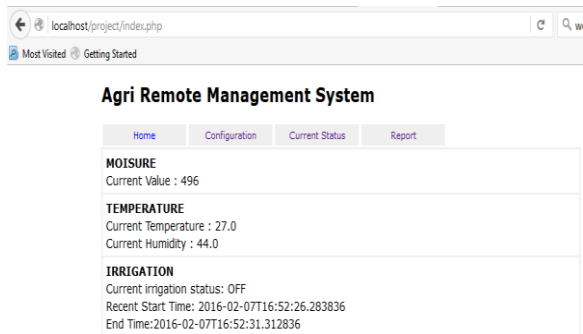 localhost/project/index.php
Most Visited Getting Started
Agri Remote Management System
Home Configuration Current Status Report
MOISURE
Current Value : 496
TEMPERATURE
Current Temperature : 27.0
Current Humidity : 44.0
IRRIGATION
Current irrigation status: OFF
Recent Start Time: 2016-02-07T16:52:26.283836
End Time:2016-02-07T16:52:31.312836